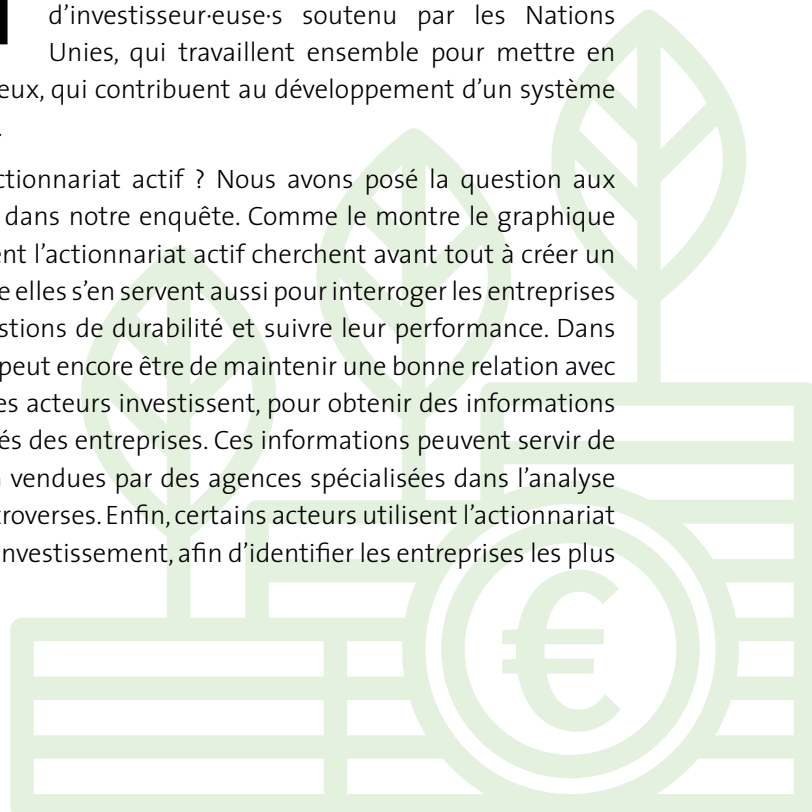 d’investisseur·euse·s soutenu par les Nations
Unies, qui travaillent ensemble pour mettre en
eux, qui contribuent au développement d’un système
.
ctionnariat actif ? Nous avons posé la question aux
dans notre enquête. Comme le montre le graphique
ent l’actionnariat actif cherchent avant tout à créer un
e elles s’en servent aussi pour interroger les entreprises
stions de durabilité et suivre leur performance. Dans
peut encore être de maintenir une bonne relation avec
es acteurs investissent, pour obtenir des informations
és des entreprises. Ces informations peuvent servir de
vendues par des agences spécialisées dans l’analyse
troverses. Enfin, certains acteurs utilisent l’actionnariat
nvestissement, afin d’identifier les entreprises les plus
€